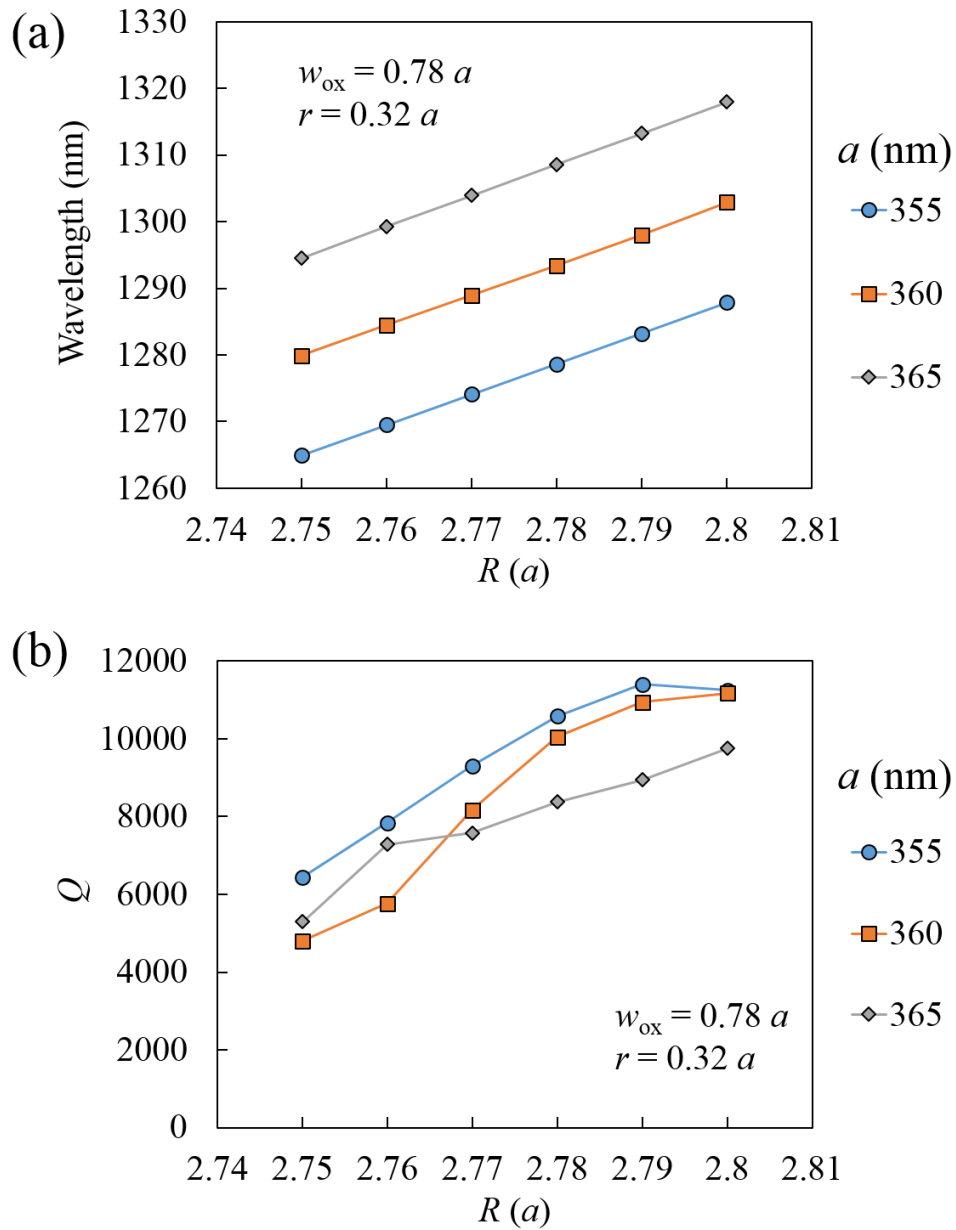 (a)
1330
1320
1310
1300
1290
1280
1270
1260
Wavelength (nm)
w_ox = 0.78 a
r = 0.32 a
2.74 2.75 2.76 2.77 2.78 2.79 2.8 2.81
R (a)
a (nm)
355
360
365
(b)
12000
10000
8000
6000
4000
2000
0
Q
w_ox = 0.78 a
r = 0.32 a
2.74 2.75 2.76 2.77 2.78 2.79 2.8 2.81
R (a)
a (nm)
355
360
365